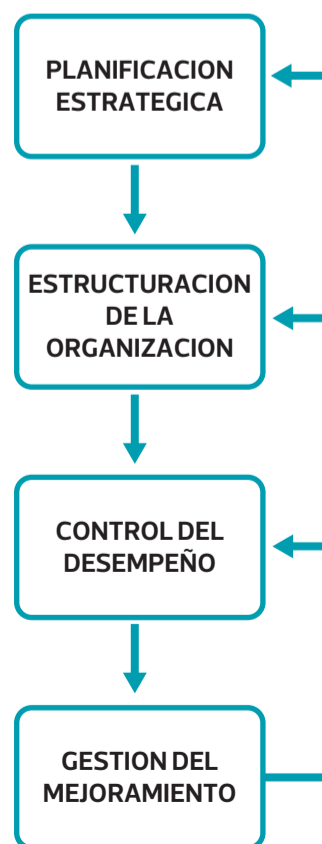 PLANIFICACION
ESTRATEGICA
ESTRUCTURACION
DE LA
ORGANIZACION
CONTROL DEL
DESEMPEÑO
GESTION DEL
MEJORAMIENTO